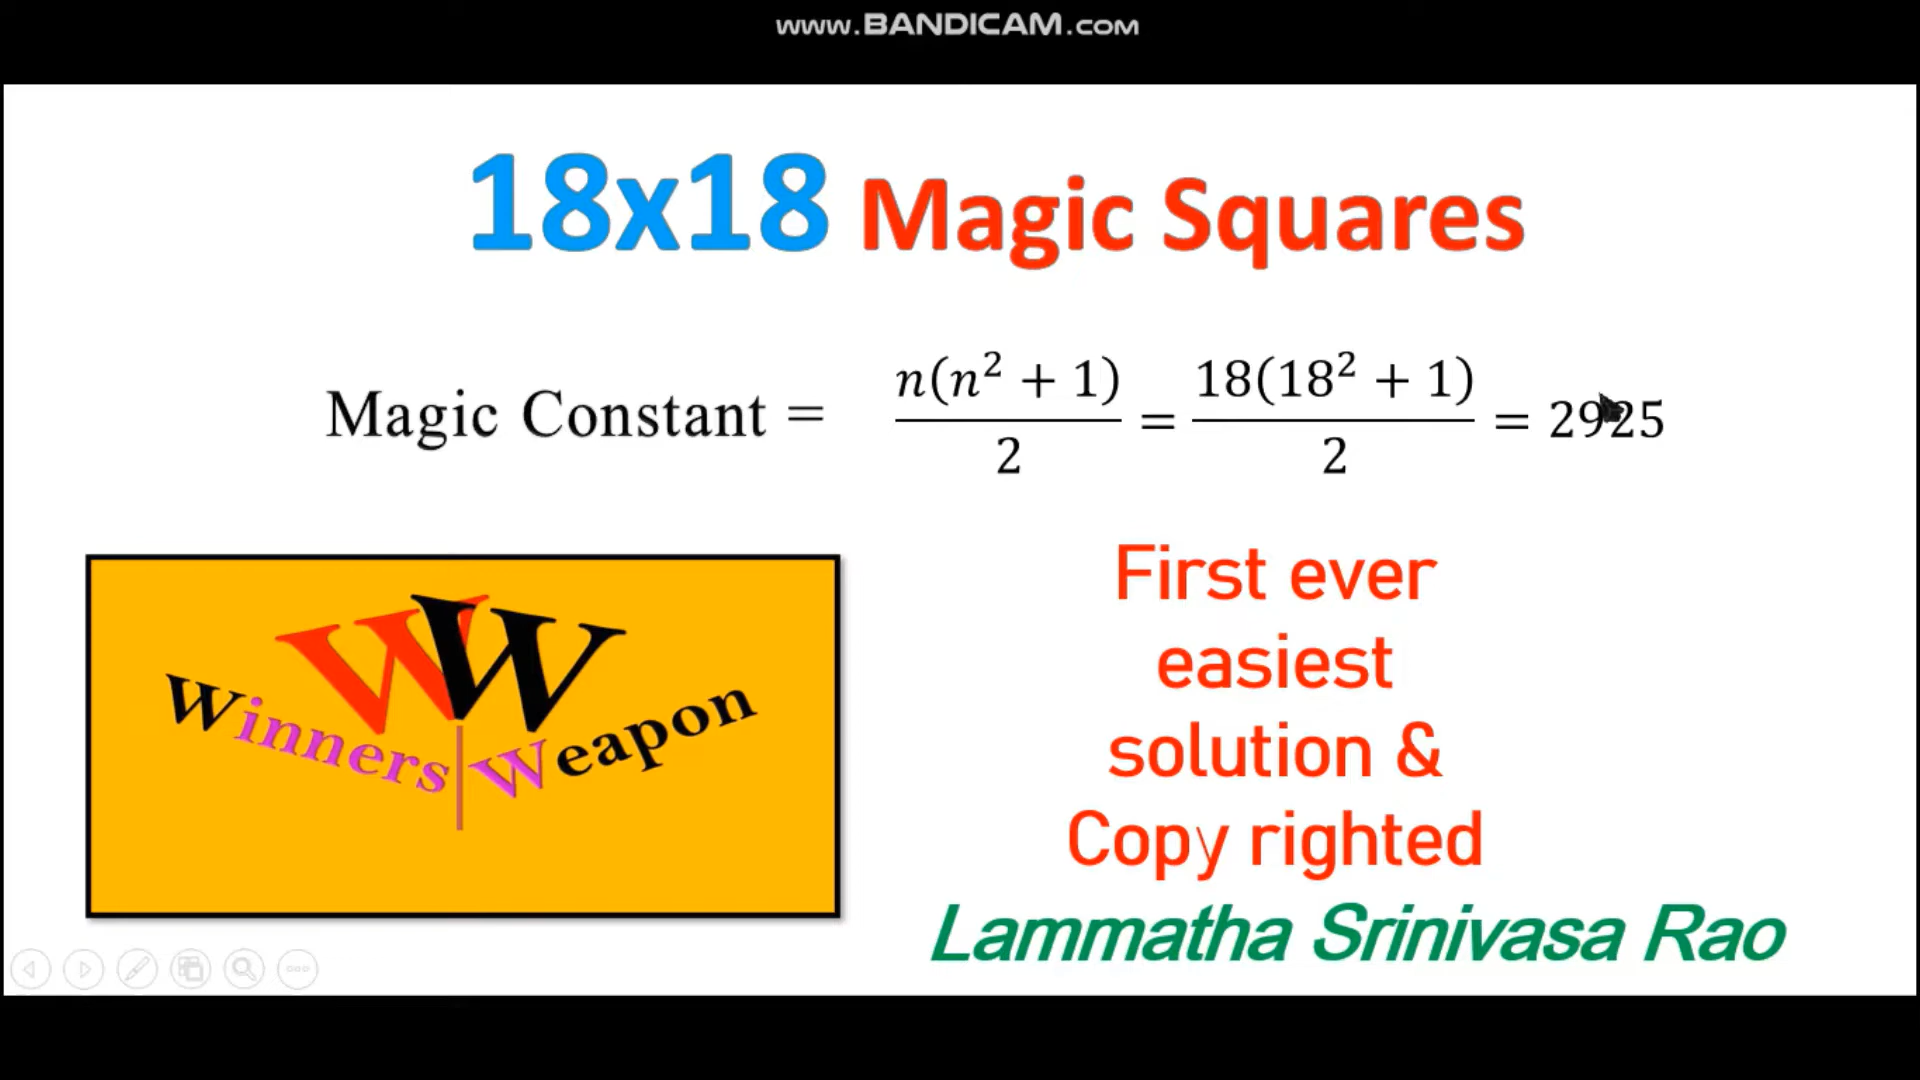 www.BANDICAM.com
18x18 Magic Squares
Magic Constant = n(n² + 1)/2 = 18(18² + 1)/2 = 2925
WW
Winners Weapon
First ever
easiest
solution &
Copy righted
Lammatha Srinivasa Rao